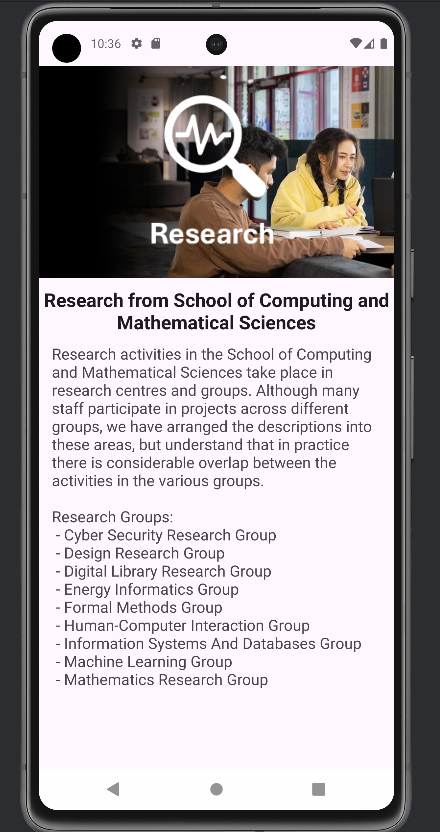 10:36
Research
Research from School of Computing and
Mathematical Sciences
Research activities in the School of Computing
and Mathematical Sciences take place in
research centres and groups. Although many
staff participate in projects across different
groups, we have arranged the descriptions into
these areas, but understand that in practice
there is considerable overlap between the
activities in the various groups.
Research Groups:
- Cyber Security Research Group
- Design Research Group
- Digital Library Research Group
- Energy Informatics Group
- Formal Methods Group
- Human-Computer Interaction Group
- Information Systems And Databases Group
- Machine Learning Group
- Mathematics Research Group